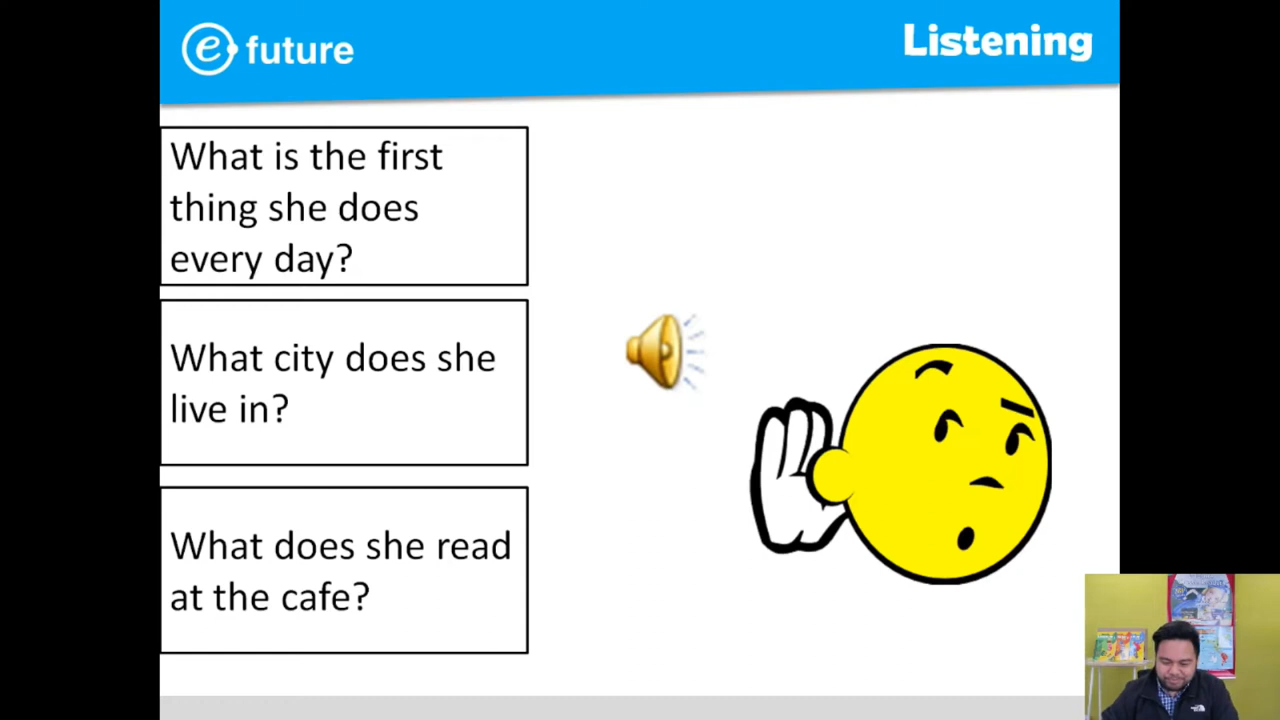 e future
Listening
What is the first
thing she does
every day?
What city does she
live in?
What does she read
at the cafe?